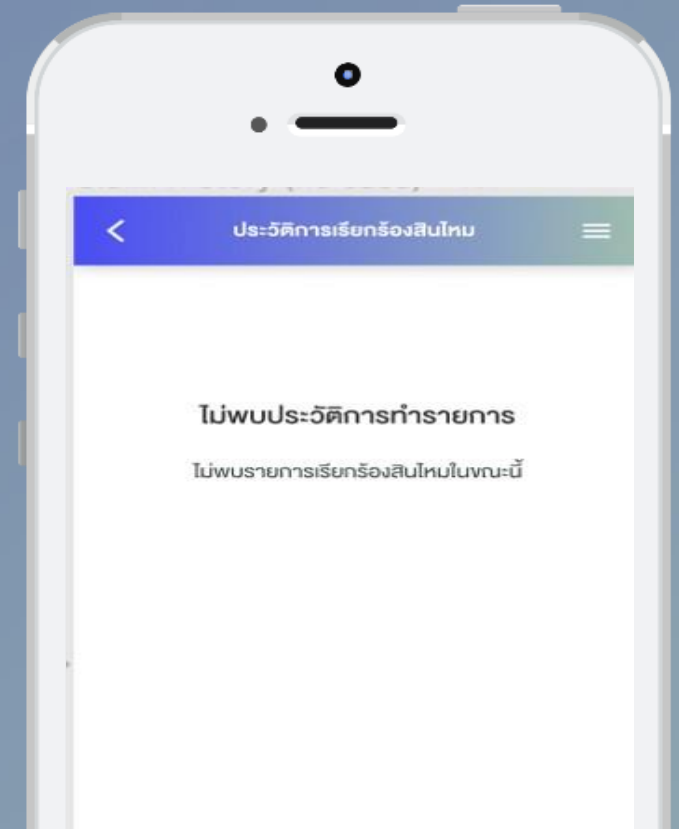 ประวัติการเรียกร้องสินไหม
ไม่พบประวัติการทำรายการ
ไม่พบรายการเรียกร้องสินไหมในขณะนี้